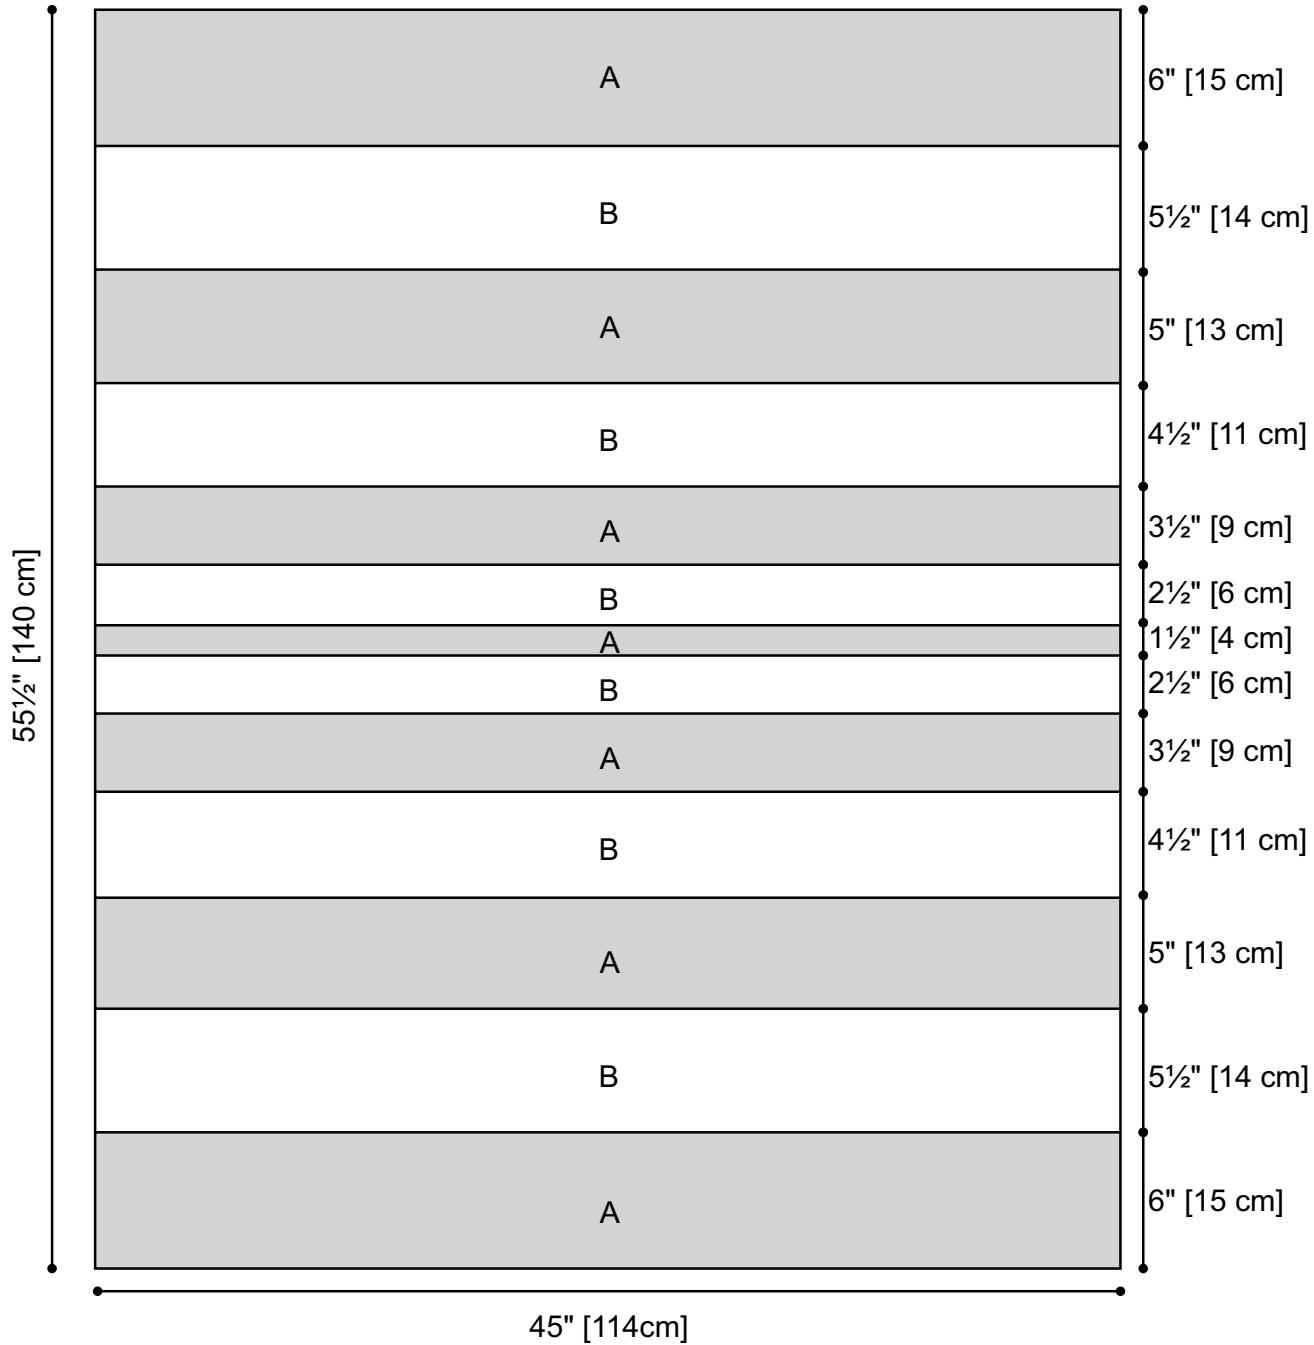 A
6" [15 cm]
B
5½" [14 cm]
A
5" [13 cm]
B
4½" [11 cm]
A
3½" [9 cm]
B
2½" [6 cm]
A
1½" [4 cm]
B
2½" [6 cm]
A
3½" [9 cm]
B
4½" [11 cm]
A
5" [13 cm]
B
5½" [14 cm]
A
6" [15 cm]
55½" [140 cm]
45" [114cm]